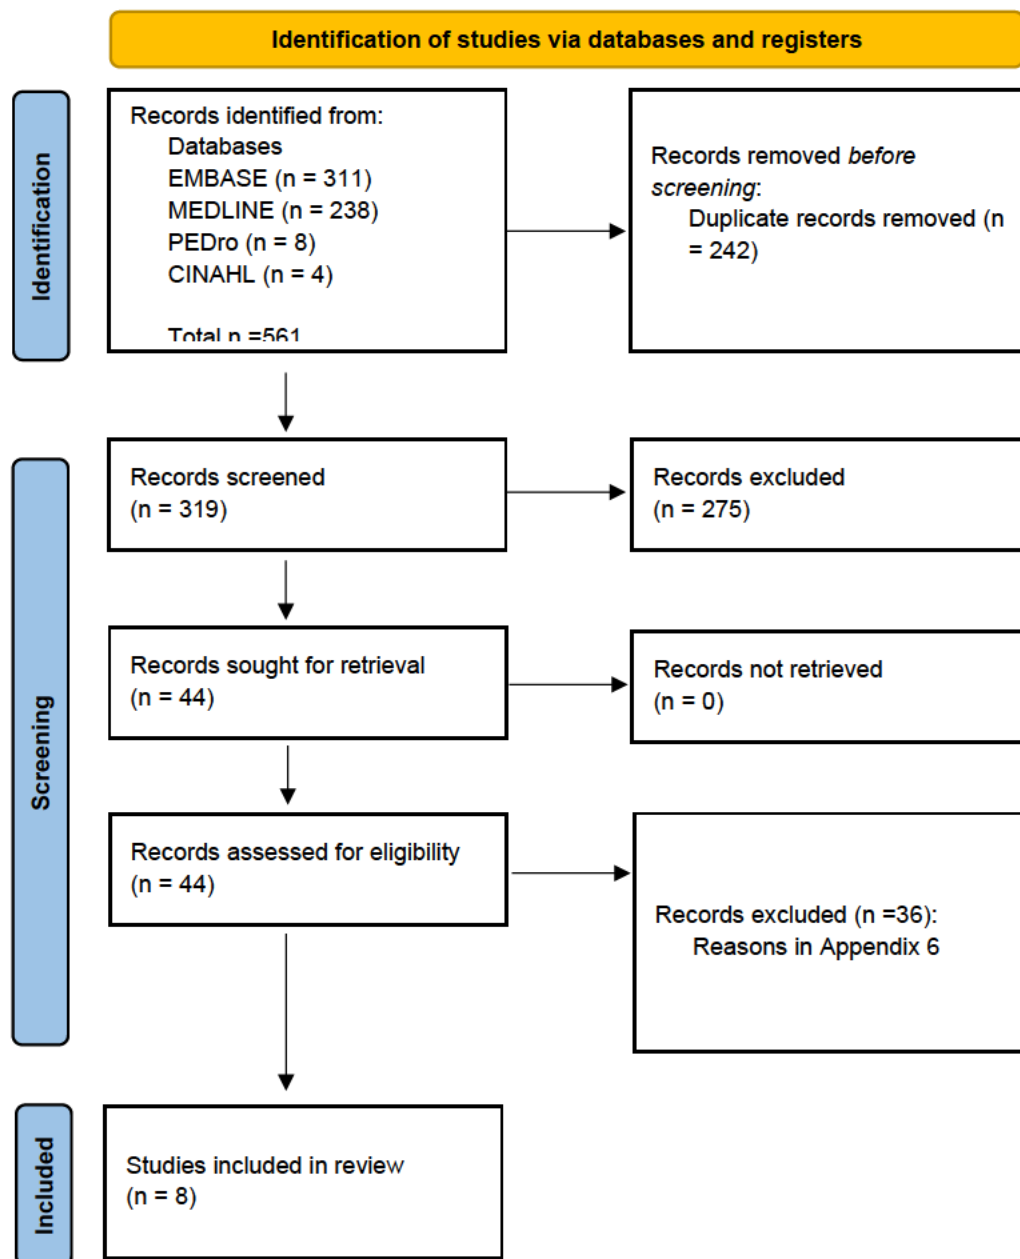 Identification of studies via databases and registers
Identification
Records identified from:
Databases
EMBASE (n = 311)
MEDLINE (n = 238)
PEDro (n = 8)
CINAHL (n = 4)
Total n =561
Records removed before
screening:
Duplicate records removed (n
= 242)
Screening
Records screened
(n = 319)
Records excluded
(n = 275)
Records sought for retrieval
(n = 44)
Records not retrieved
(n = 0)
Records assessed for eligibility
(n = 44)
Records excluded (n =36):
Reasons in Appendix 6
Included
Studies included in review
(n = 8)